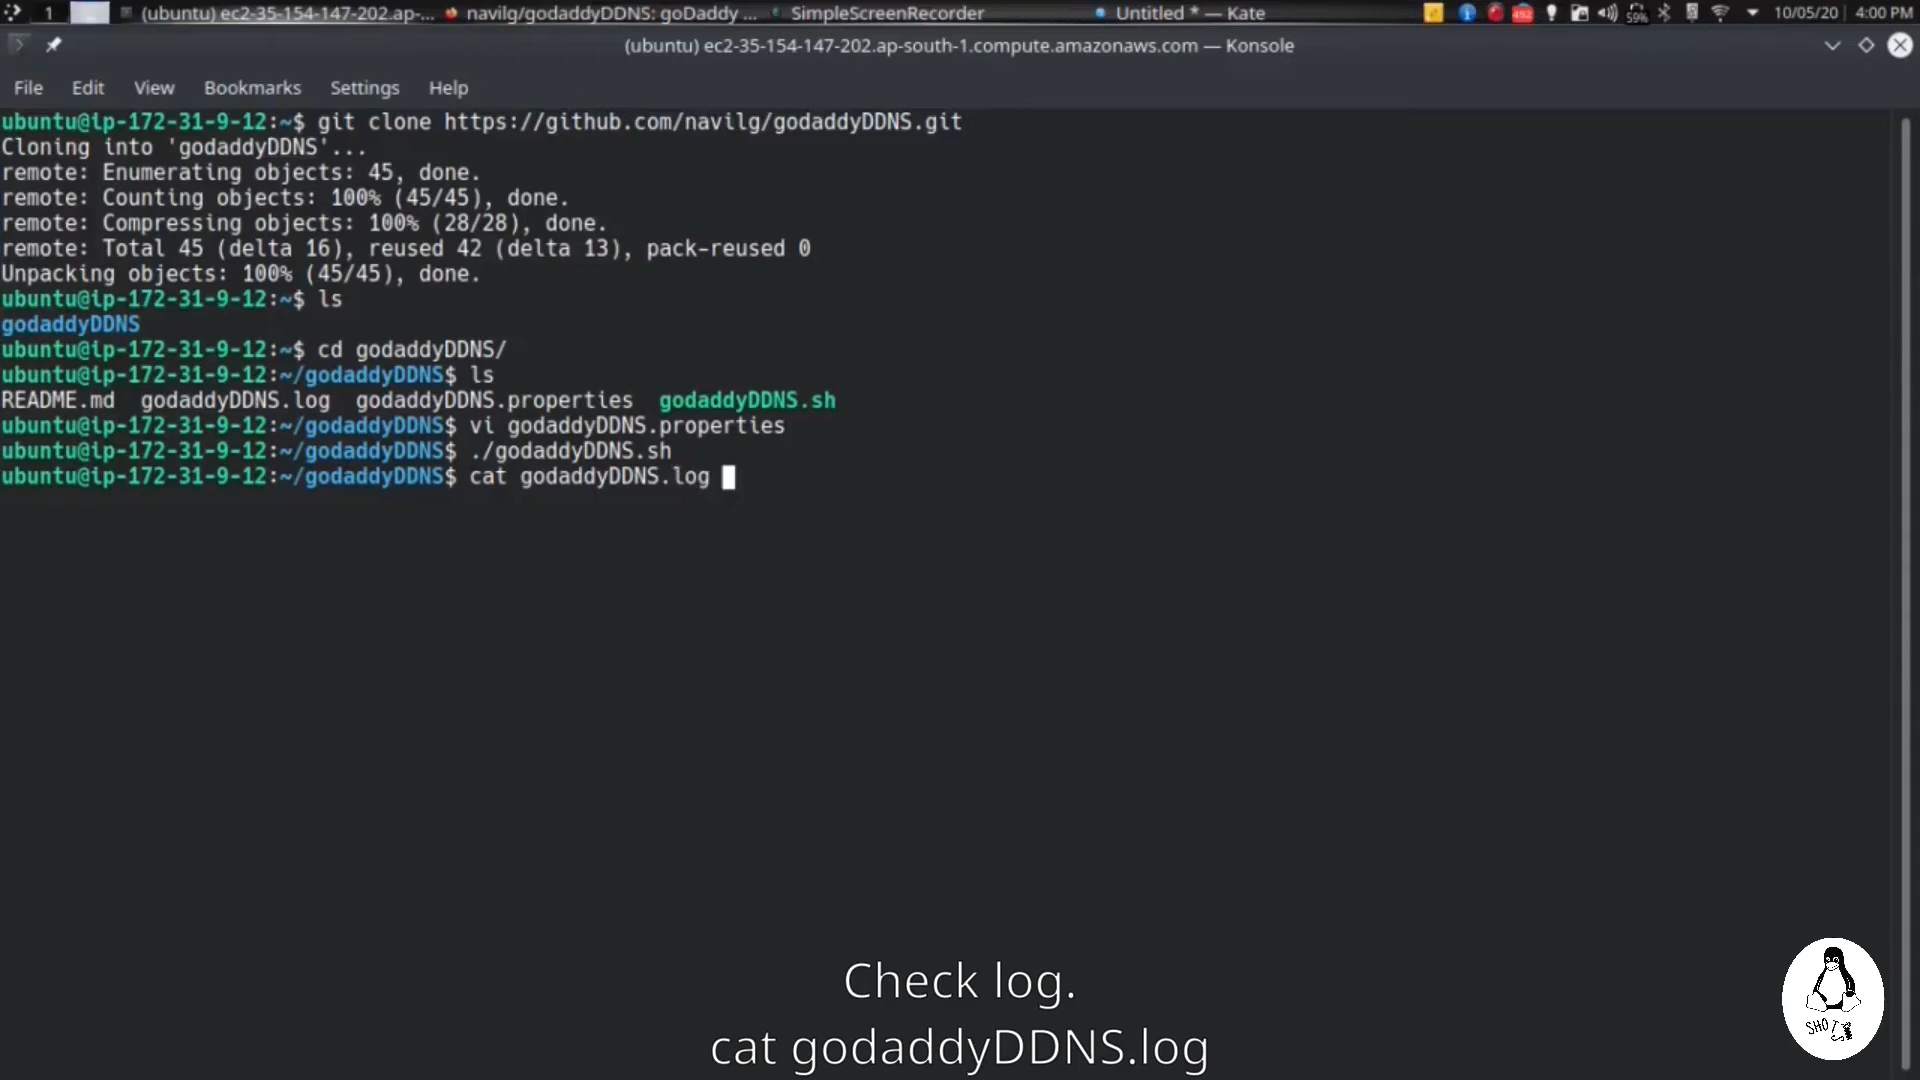 1
(ubuntu) ec2-35-154-147-202.ap-...
navilg/godaddyDDNS: goDaddy ...
SimpleScreenRecorder
Untitled * — Kate
492
59%
10/05/20
4:00 PM
(ubuntu) ec2-35-154-147-202.ap-south-1.compute.amazonaws.com — Konsole
File Edit View Bookmarks Settings Help
ubuntu@ip-172-31-9-12:~$ git clone https://github.com/navilg/godaddyDDNS.git
Cloning into 'godaddyDDNS'...
remote: Enumerating objects: 45, done.
remote: Counting objects: 100% (45/45), done.
remote: Compressing objects: 100% (28/28), done.
remote: Total 45 (delta 16), reused 42 (delta 13), pack-reused 0
Unpacking objects: 100% (45/45), done.
ubuntu@ip-172-31-9-12:~$ ls
godaddyDDNS
ubuntu@ip-172-31-9-12:~$ cd godaddyDDNS/
ubuntu@ip-172-31-9-12:~/godaddyDDNS$ ls
README.md godaddyDDNS.log godaddyDDNS.properties godaddyDDNS.sh
ubuntu@ip-172-31-9-12:~/godaddyDDNS$ vi godaddyDDNS.properties
ubuntu@ip-172-31-9-12:~/godaddyDDNS$ ./godaddyDDNS.sh
ubuntu@ip-172-31-9-12:~/godaddyDDNS$ cat godaddyDDNS.log
Check log.
cat godaddyDDNS.log